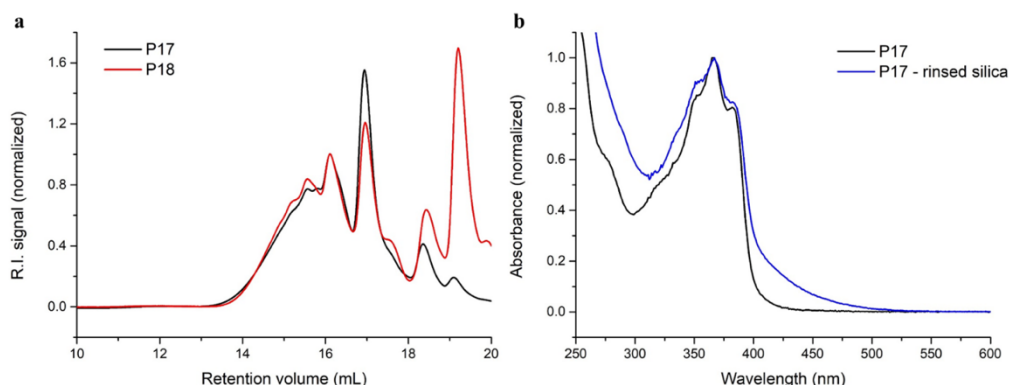 a
P17
P18
R.I. signal (normalized)
1.6
1.2
0.8
0.4
0.0
10 12 14 16 18 20
Retention volume (mL)
b
P17
P17 - rinsed silica
Absorbance (normalized)
1.0
0.8
0.6
0.4
0.2
0.0
250 300 350 400 450 500 550 600
Wavelength (nm)